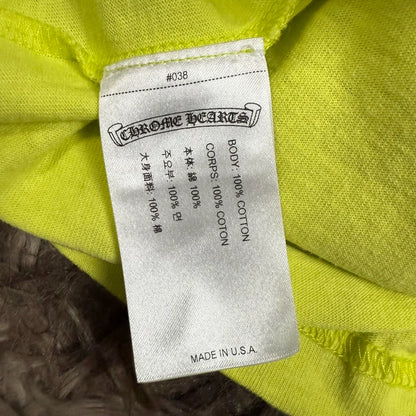 #038
CHROME HEARTS
BODY: 100% COTTON
CORPS: 100% COTON
本体: 綿 100%
주요부: 100% 면
大身面料: 100% 棉
MADE IN U.S.A.